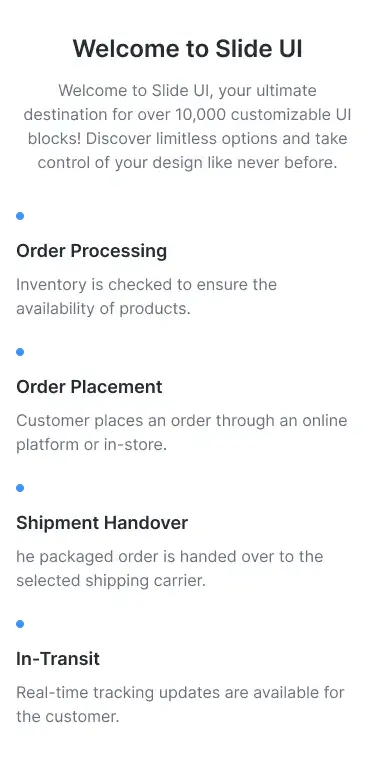 Welcome to Slide UI
Welcome to Slide UI, your ultimate
destination for over 10,000 customizable UI
blocks! Discover limitless options and take
control of your design like never before.
Order Processing
Inventory is checked to ensure the
availability of products.
Order Placement
Customer places an order through an online
platform or in-store.
Shipment Handover
he packaged order is handed over to the
selected shipping carrier.
In-Transit
Real-time tracking updates are available for
the customer.